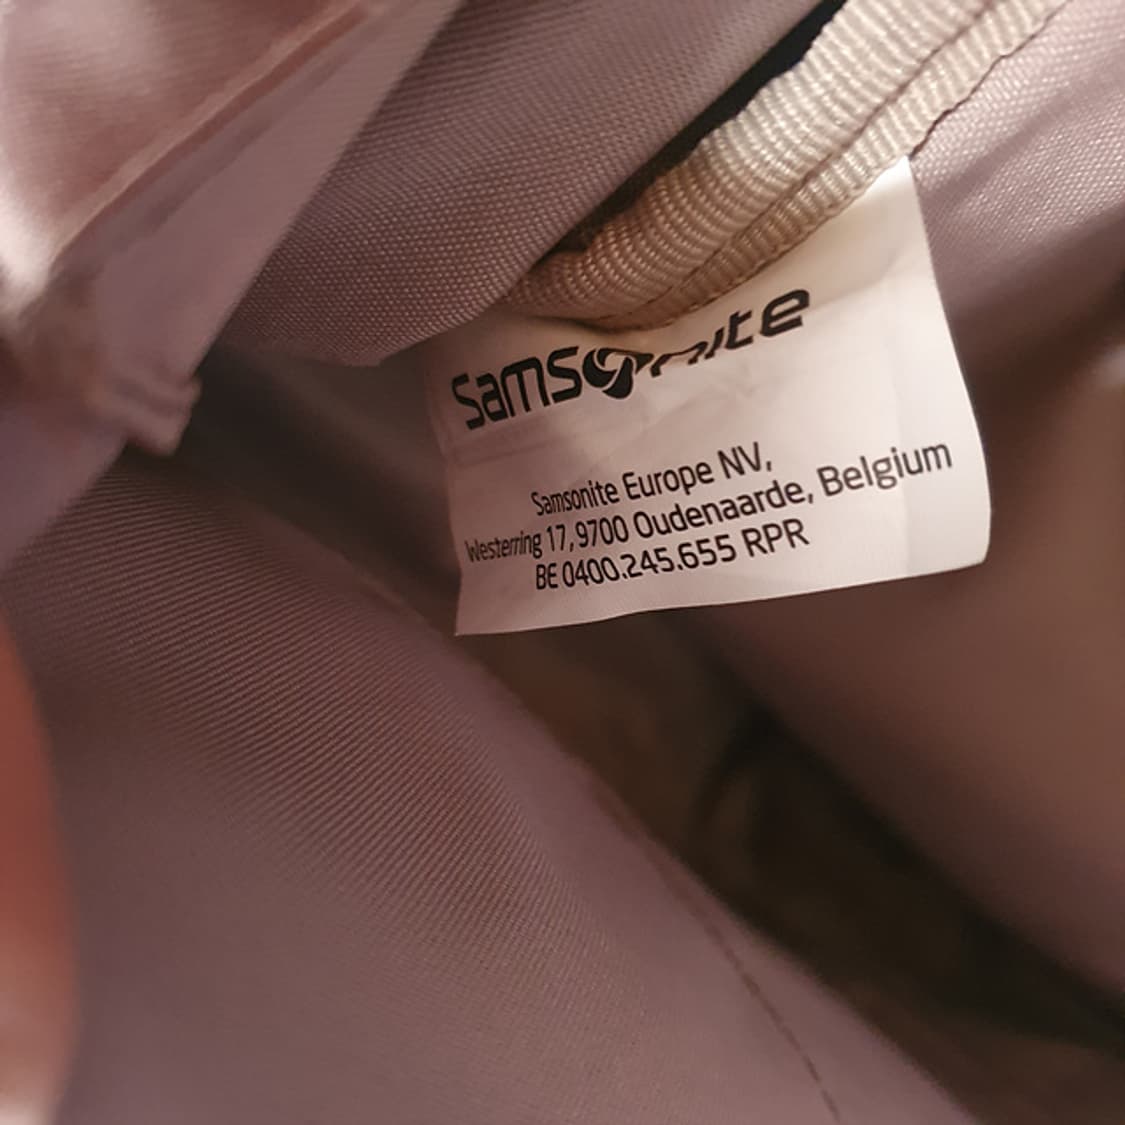 Samsonite
Samsonite Europe NV,
Westerring 17, 9700 Oudenaarde, Belgium
BE 0400.245.655 RPR